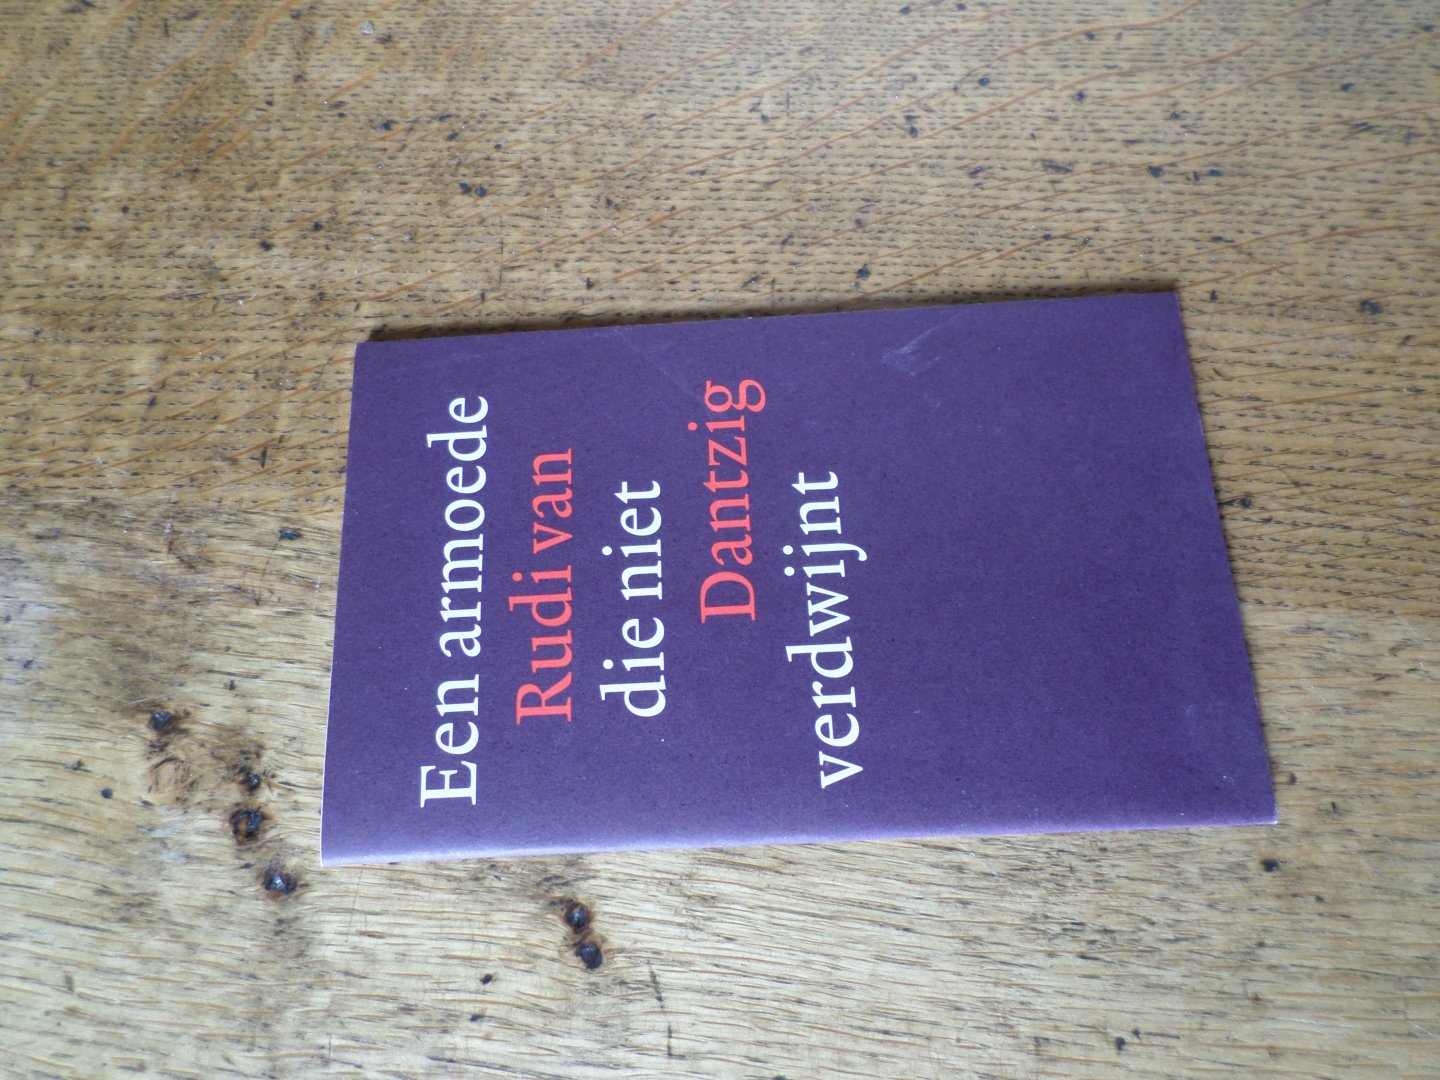 Een armoede
Rudi van
die niet
Dantzig
verdwijnt